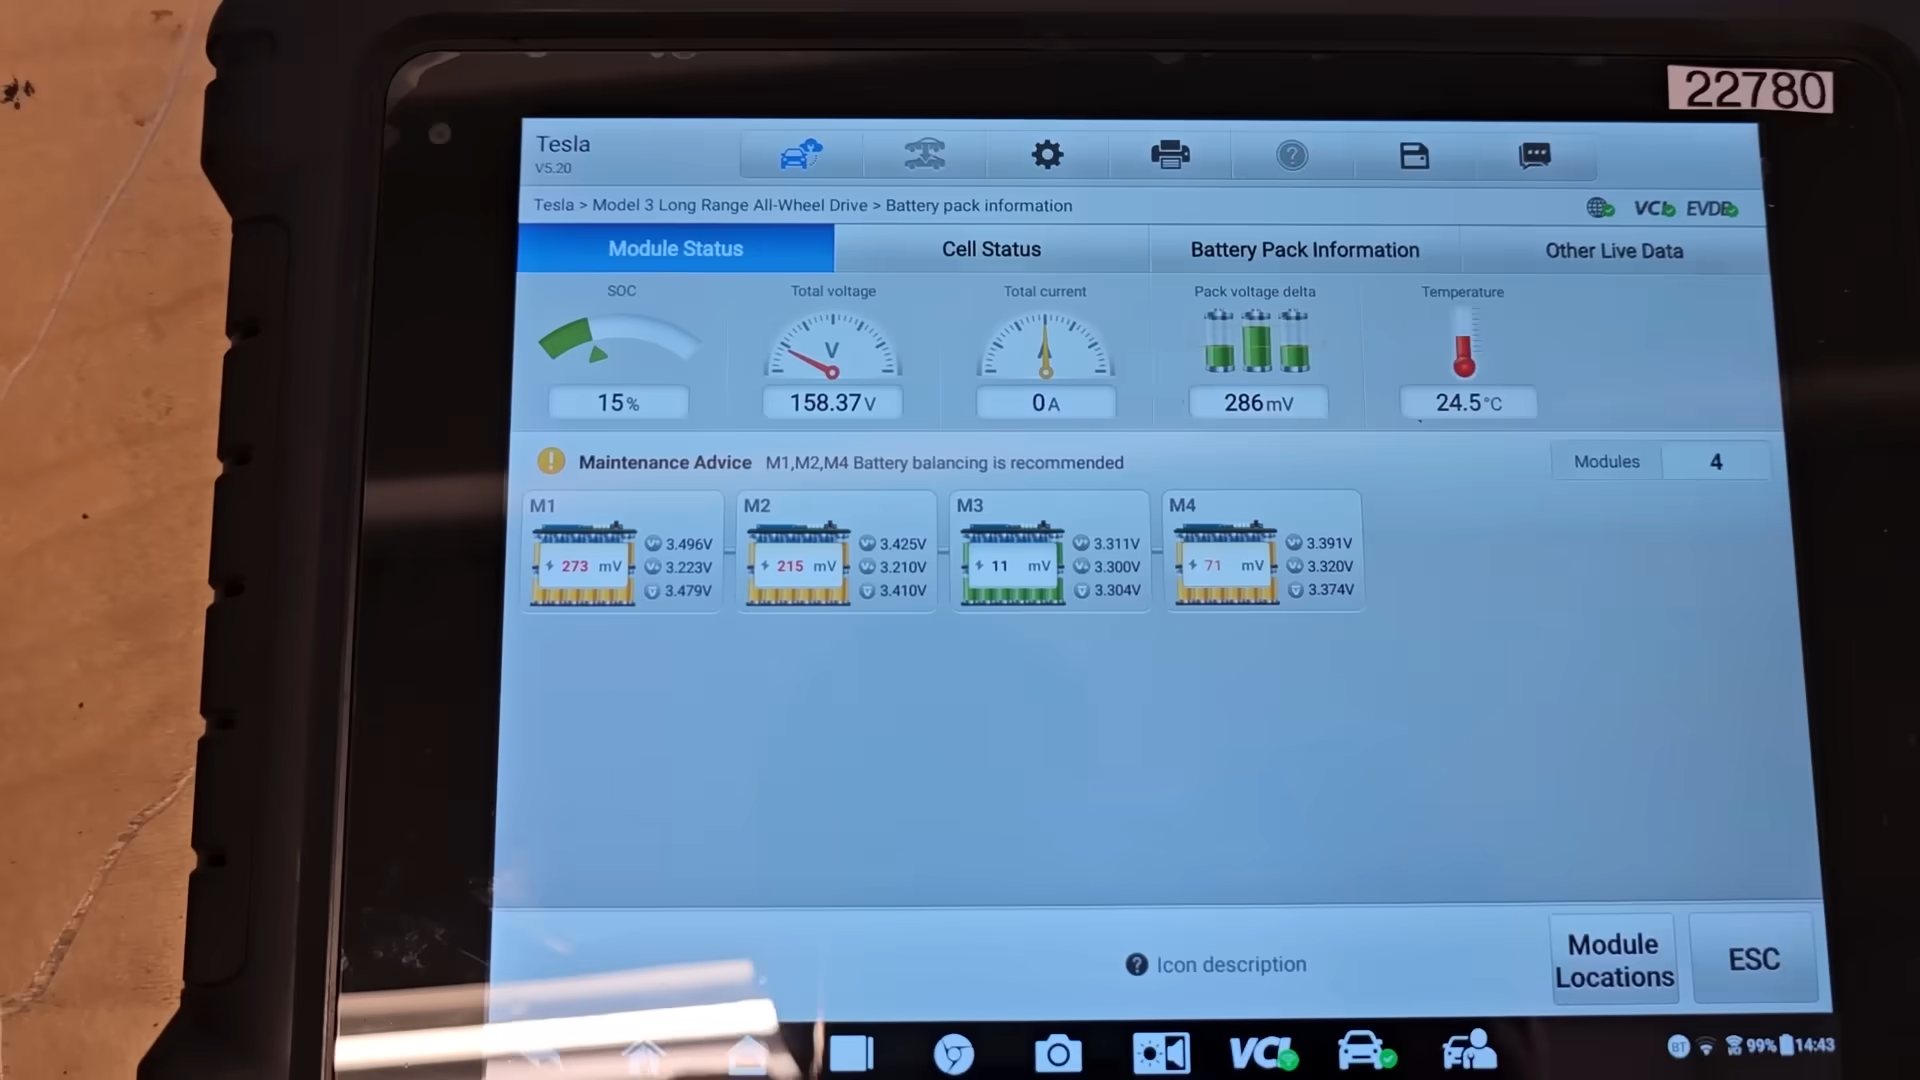 22780
Tesla
V5.20
Tesla > Model 3 Long Range All-Wheel Drive > Battery pack information
VCI EVDB
Module Status Cell Status Battery Pack Information Other Live Data
SOC Total voltage Total current Pack voltage delta Temperature
V A
15% 158.37V 0A 286mV 24.5°C
Maintenance Advice M1,M2,M4 Battery balancing is recommended
Modules 4
M1
273 mV
3.496V
3.223V
3.479V
M2
215 mV
3.425V
3.210V
3.410V
M3
11 mV
3.311V
3.300V
3.304V
M4
71 mV
3.391V
3.320V
3.374V
Icon description
Module
Locations
ESC
VCI
BT 99% 14:43